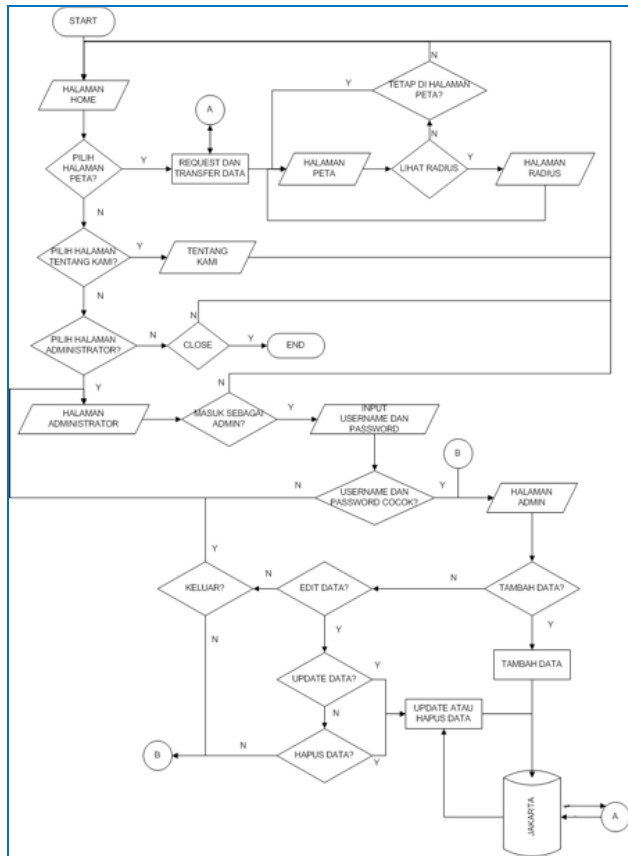 START
HALAMAN
HOME
N
Y
TETAP DI HALAMAN
PETA?
A
N
PILIH
HALAMAN
PETA?
Y
REQUEST DAN
TRANSFER DATA
HALAMAN
PETA
LIHAT RADIUS
Y
HALAMAN
RADIUS
N
PILIH HALAMAN
TENTANG KAMI?
Y
TENTANG
KAMI
N
N
PILIH HALAMAN
ADMINISTRATOR?
N
CLOSE
Y
END
Y
N
HALAMAN
ADMINISTRATOR
MASUK SEBAGAI
ADMIN?
Y
INPUT
USERNAME DAN
PASSWORD
B
N
USERNAME DAN
PASSWORD COCOK?
Y
HALAMAN
ADMIN
Y
KELUAR?
N
EDIT DATA?
N
TAMBAH DATA?
N
Y
Y
TAMBAH DATA
UPDATE DATA?
Y
N
UPDATE ATAU
HAPUS DATA
B
N
HAPUS DATA?
Y
JAKARTA
A